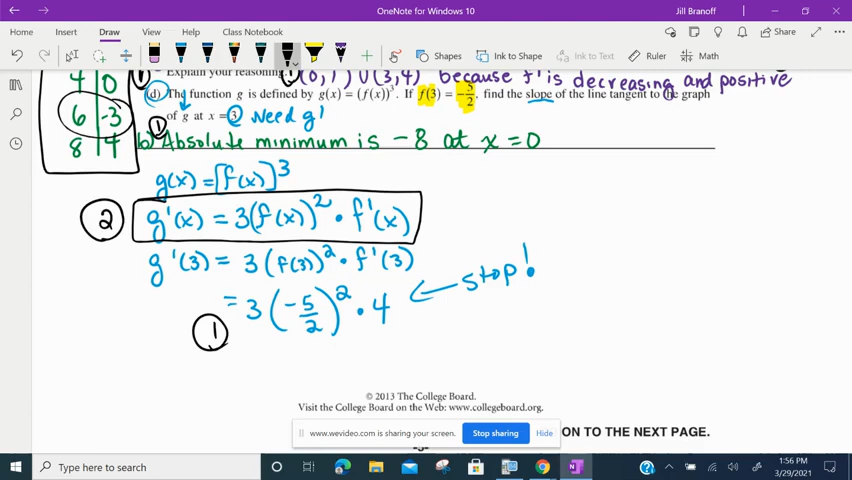 OneNote for Windows 10
Jill Branoff
Home Insert Draw View Help Class Notebook
Share
Shapes Ink to Shape Ink to Text Ruler Math
Explain your reasoning. (0,1) U(3,4) because f' is decreasing and positive
4 0
(d) The function g is defined by g(x) = (f(x))³. If f(3) = -5/2, find the slope of the line tangent to the graph
6 -3
of g at x = 3. Need g'
8 4
b) Absolute minimum is -8 at x = 0
g(x) = [f(x)]³
② g'(x) = 3(f(x))² · f'(x)
g'(3) = 3(f(3))² · f'(3)
= 3(-5/2)² · 4 ← stop!
①
© 2013 The College Board.
Visit the College Board on the Web: www.collegeboard.org.
www.wevideo.com is sharing your screen. Stop sharing Hide
ON TO THE NEXT PAGE.
Type here to search
1:56 PM
3/29/2021